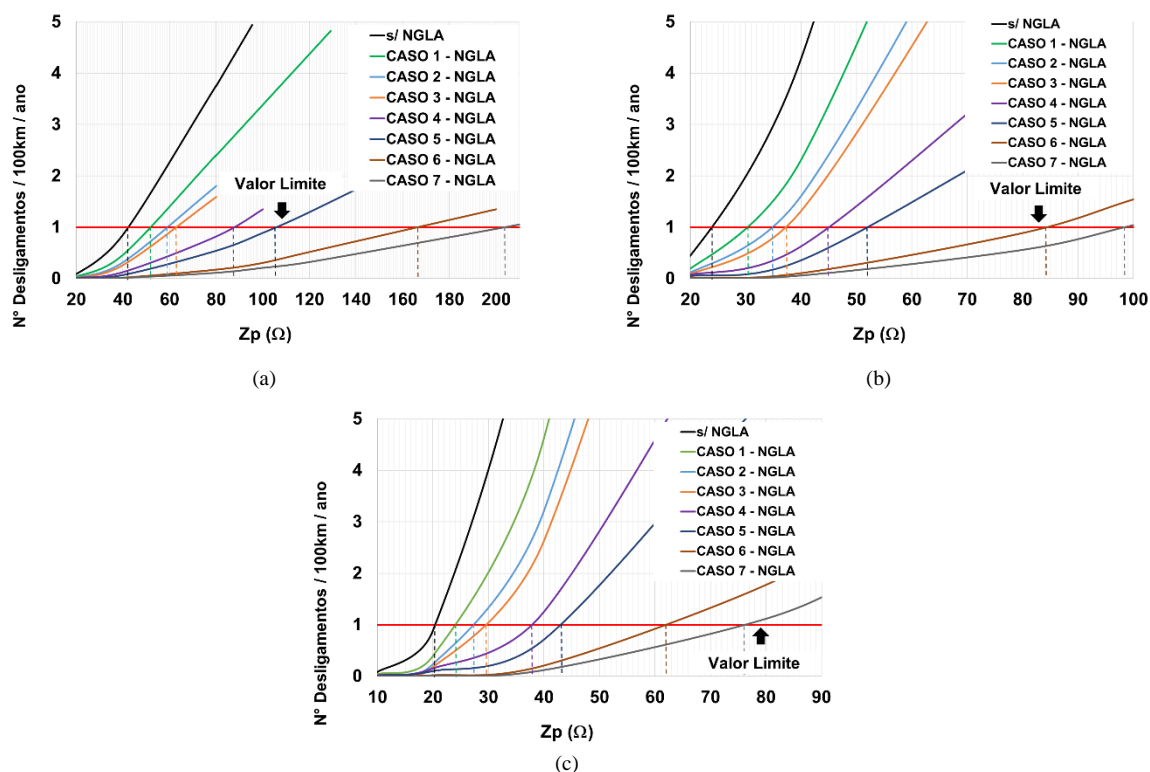 N° Desligamentos / 100km / ano
5
4
3
2
1
0
s/ NGLA
CASO 1 - NGLA
CASO 2 - NGLA
CASO 3 - NGLA
CASO 4 - NGLA
CASO 5 - NGLA
CASO 6 - NGLA
CASO 7 - NGLA
Valor Limite
20 40 60 80 100 120 140 160 180 200
Zp (Ω)
(a)
N° Desligamentos / 100km / ano
5
4
3
2
1
0
s/ NGLA
CASO 1 - NGLA
CASO 2 - NGLA
CASO 3 - NGLA
CASO 4 - NGLA
CASO 5 - NGLA
CASO 6 - NGLA
CASO 7 - NGLA
Valor Limite
20 30 40 50 60 70 80 90 100
Zp (Ω)
(b)
N° Desligamentos / 100km / ano
5
4
3
2
1
0
s/ NGLA
CASO 1 - NGLA
CASO 2 - NGLA
CASO 3 - NGLA
CASO 4 - NGLA
CASO 5 - NGLA
CASO 6 - NGLA
CASO 7 - NGLA
Valor Limite
10 20 30 40 50 60 70 80 90
Zp (Ω)
(c)